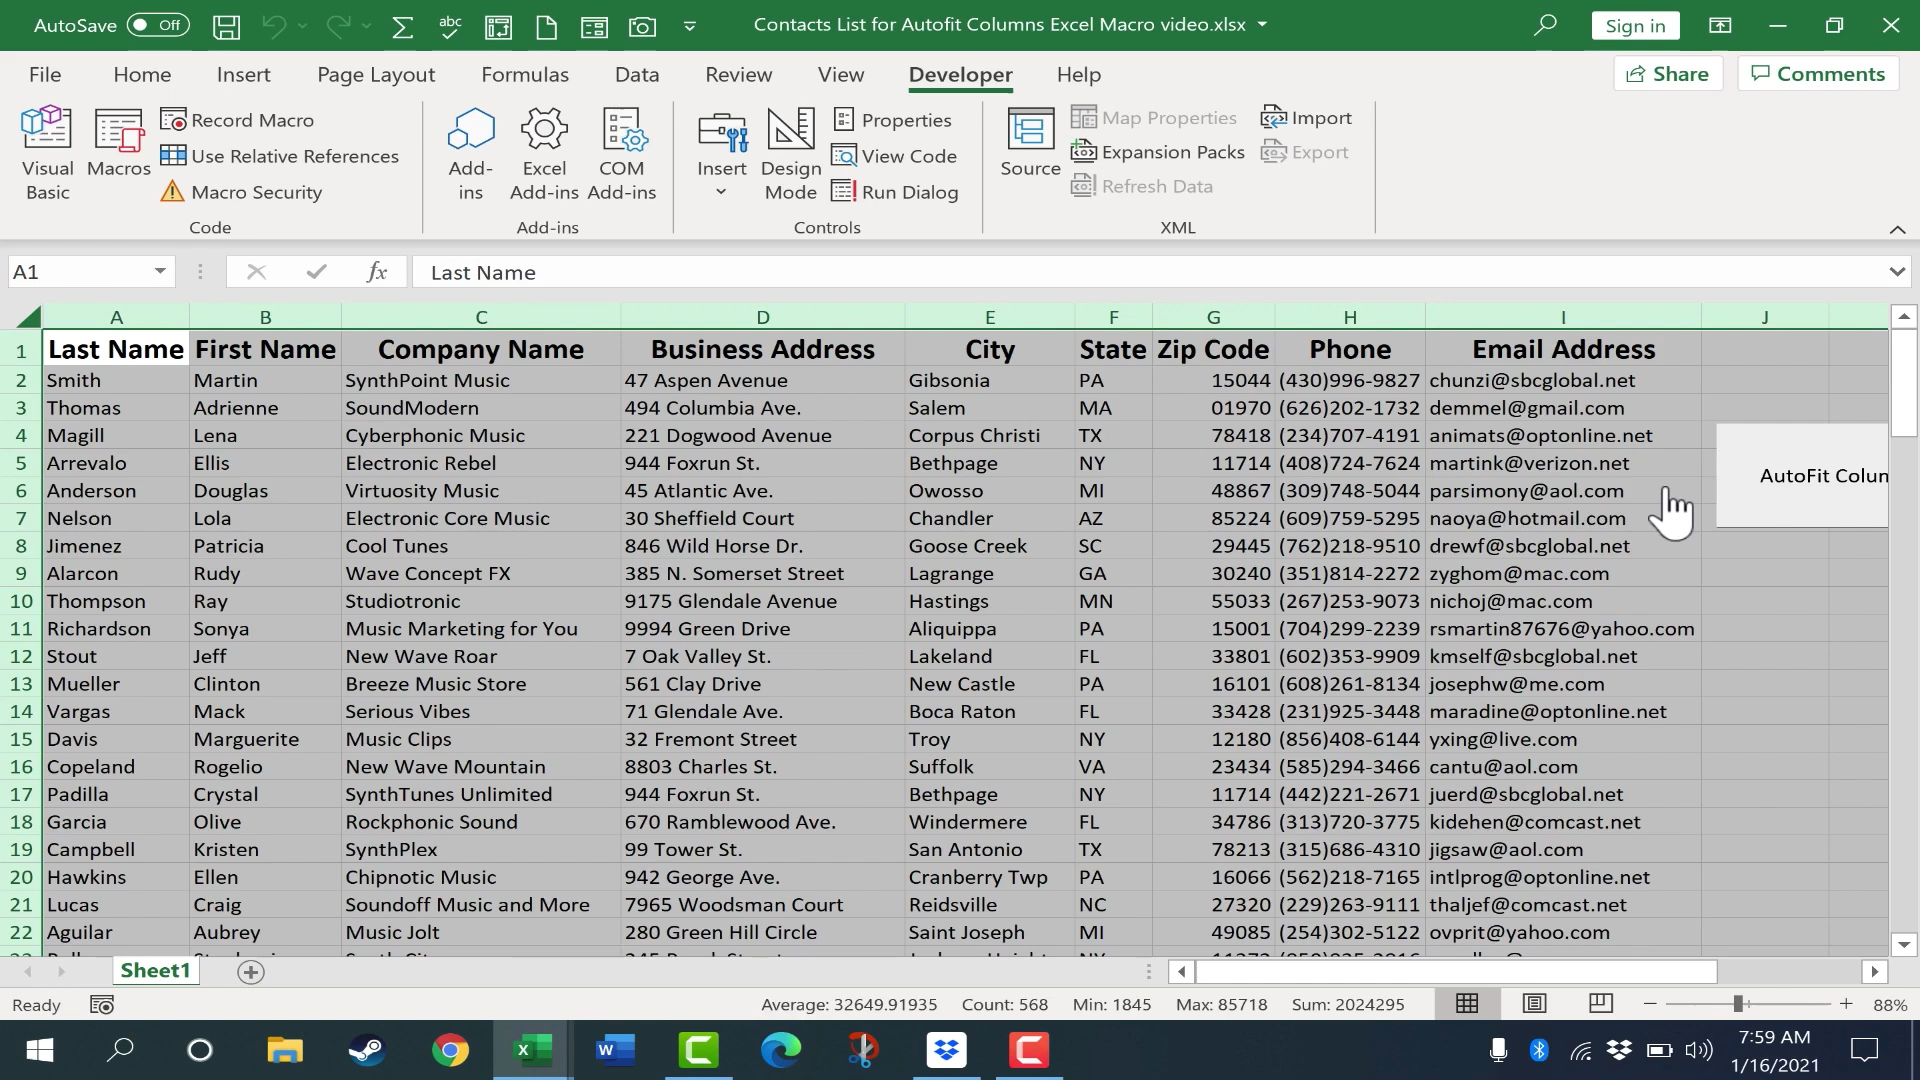 AutoSave Off abc Contacts List for Autofit Columns Excel Macro video.xlsx Sign in
File Home Insert Page Layout Formulas Data Review View Developer Help Share Comments
Visual Basic
Macros
Record Macro
Use Relative References
Macro Security
Code
Add-ins
Excel Add-ins
COM Add-ins
Add-ins
Insert
Design Mode
Properties
View Code
Run Dialog
Controls
Source
Map Properties
Expansion Packs
Refresh Data
Import
Export
XML
A1 fx Last Name
A B C D E F G H I J
1 Last Name First Name Company Name Business Address City State Zip Code Phone Email Address
2 Smith Martin SynthPoint Music 47 Aspen Avenue Gibsonia PA 15044 (430)996-9827 chunzi@sbcglobal.net
3 Thomas Adrienne SoundModern 494 Columbia Ave. Salem MA 01970 (626)202-1732 demmel@gmail.com
4 Magill Lena Cyberphonic Music 221 Dogwood Avenue Corpus Christi TX 78418 (234)707-4191 animats@optonline.net
5 Arrevalo Ellis Electronic Rebel 944 Foxrun St. Bethpage NY 11714 (408)724-7624 martink@verizon.net
AutoFit Colun
6 Anderson Douglas Virtuosity Music 45 Atlantic Ave. Owosso MI 48867 (309)748-5044 parsimony@aol.com
7 Nelson Lola Electronic Core Music 30 Sheffield Court Chandler AZ 85224 (609)759-5295 naoya@hotmail.com
8 Jimenez Patricia Cool Tunes 846 Wild Horse Dr. Goose Creek SC 29445 (762)218-9510 drewf@sbcglobal.net
9 Alarcon Rudy Wave Concept FX 385 N. Somerset Street Lagrange GA 30240 (351)814-2272 zyghom@mac.com
10 Thompson Ray Studiotronic 9175 Glendale Avenue Hastings MN 55033 (267)253-9073 nichoj@mac.com
11 Richardson Sonya Music Marketing for You 9994 Green Drive Aliquippa PA 15001 (704)299-2239 rsmartin87676@yahoo.com
12 Stout Jeff New Wave Roar 7 Oak Valley St. Lakeland FL 33801 (602)353-9909 kmself@sbcglobal.net
13 Mueller Clinton Breeze Music Store 561 Clay Drive New Castle PA 16101 (608)261-8134 josephw@me.com
14 Vargas Mack Serious Vibes 71 Glendale Ave. Boca Raton FL 33428 (231)925-3448 maradine@optonline.net
15 Davis Marguerite Music Clips 32 Fremont Street Troy NY 12180 (856)408-6144 yxing@live.com
16 Copeland Rogelio New Wave Mountain 8803 Charles St. Suffolk VA 23434 (585)294-3466 cantu@aol.com
17 Padilla Crystal SynthTunes Unlimited 944 Foxrun St. Bethpage NY 11714 (442)221-2671 juerd@sbcglobal.net
18 Garcia Olive Rockphonic Sound 670 Ramblewood Ave. Windermere FL 34786 (313)720-3775 kidehen@comcast.net
19 Campbell Kristen SynthPlex 99 Tower St. San Antonio TX 78213 (315)686-4310 jigsaw@aol.com
20 Hawkins Ellen Chipnotic Music 942 George Ave. Cranberry Twp PA 16066 (562)218-7165 intlprog@optonline.net
21 Lucas Craig Soundoff Music and More 7965 Woodsman Court Reidsville NC 27320 (229)263-9111 thaljef@comcast.net
22 Aguilar Aubrey Music Jolt 280 Green Hill Circle Saint Joseph MI 49085 (254)302-5122 ovprit@yahoo.com
Sheet1
Ready Average: 32649.91935 Count: 568 Min: 1845 Max: 85718 Sum: 2024295 88%
7:59 AM
1/16/2021